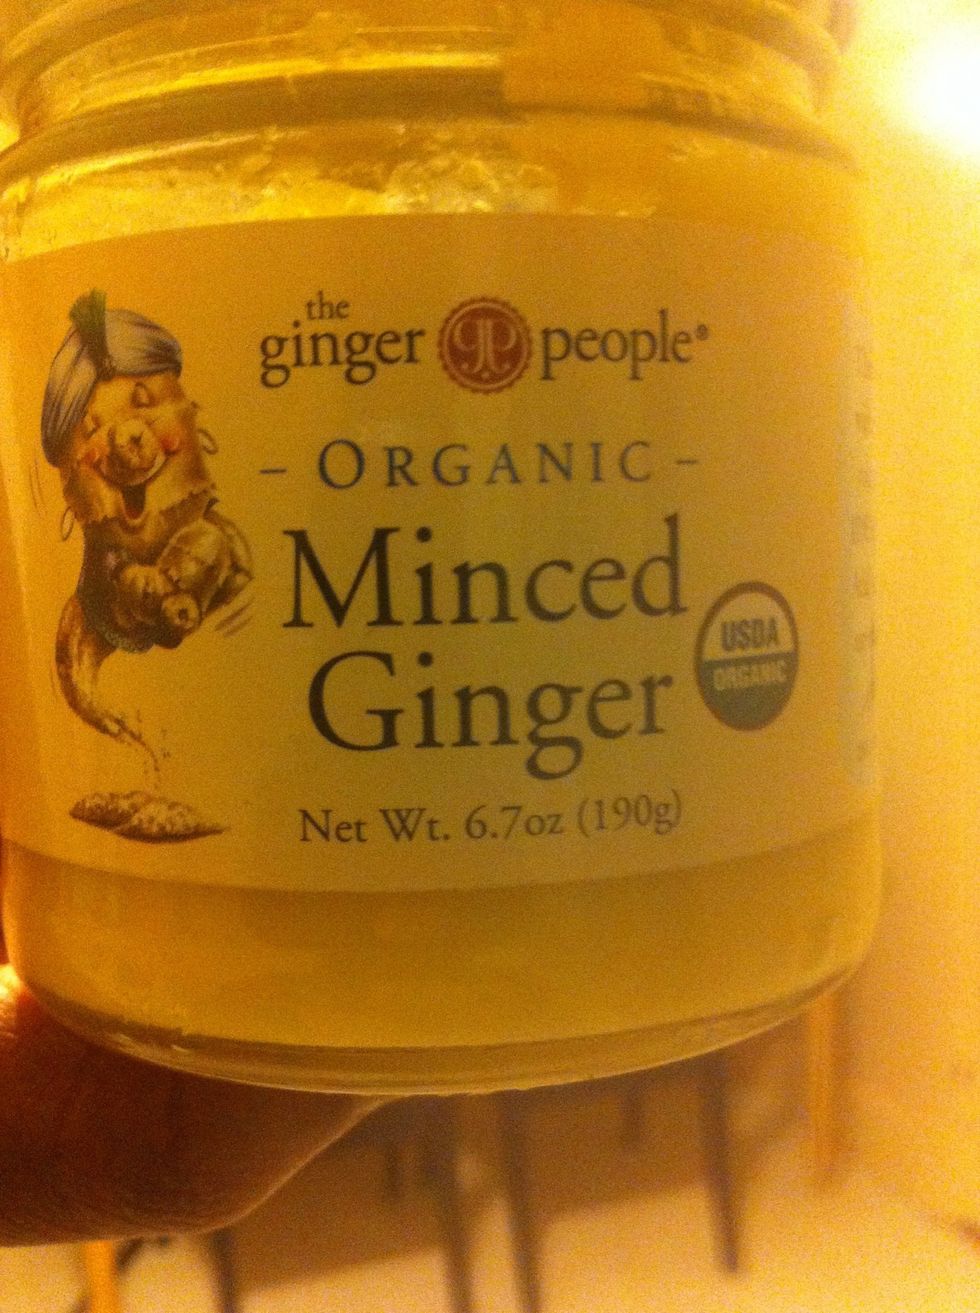 the
ginger people®
- ORGANIC -
Minced
Ginger
USDA
ORGANIC
Net Wt. 6.7oz (190g)